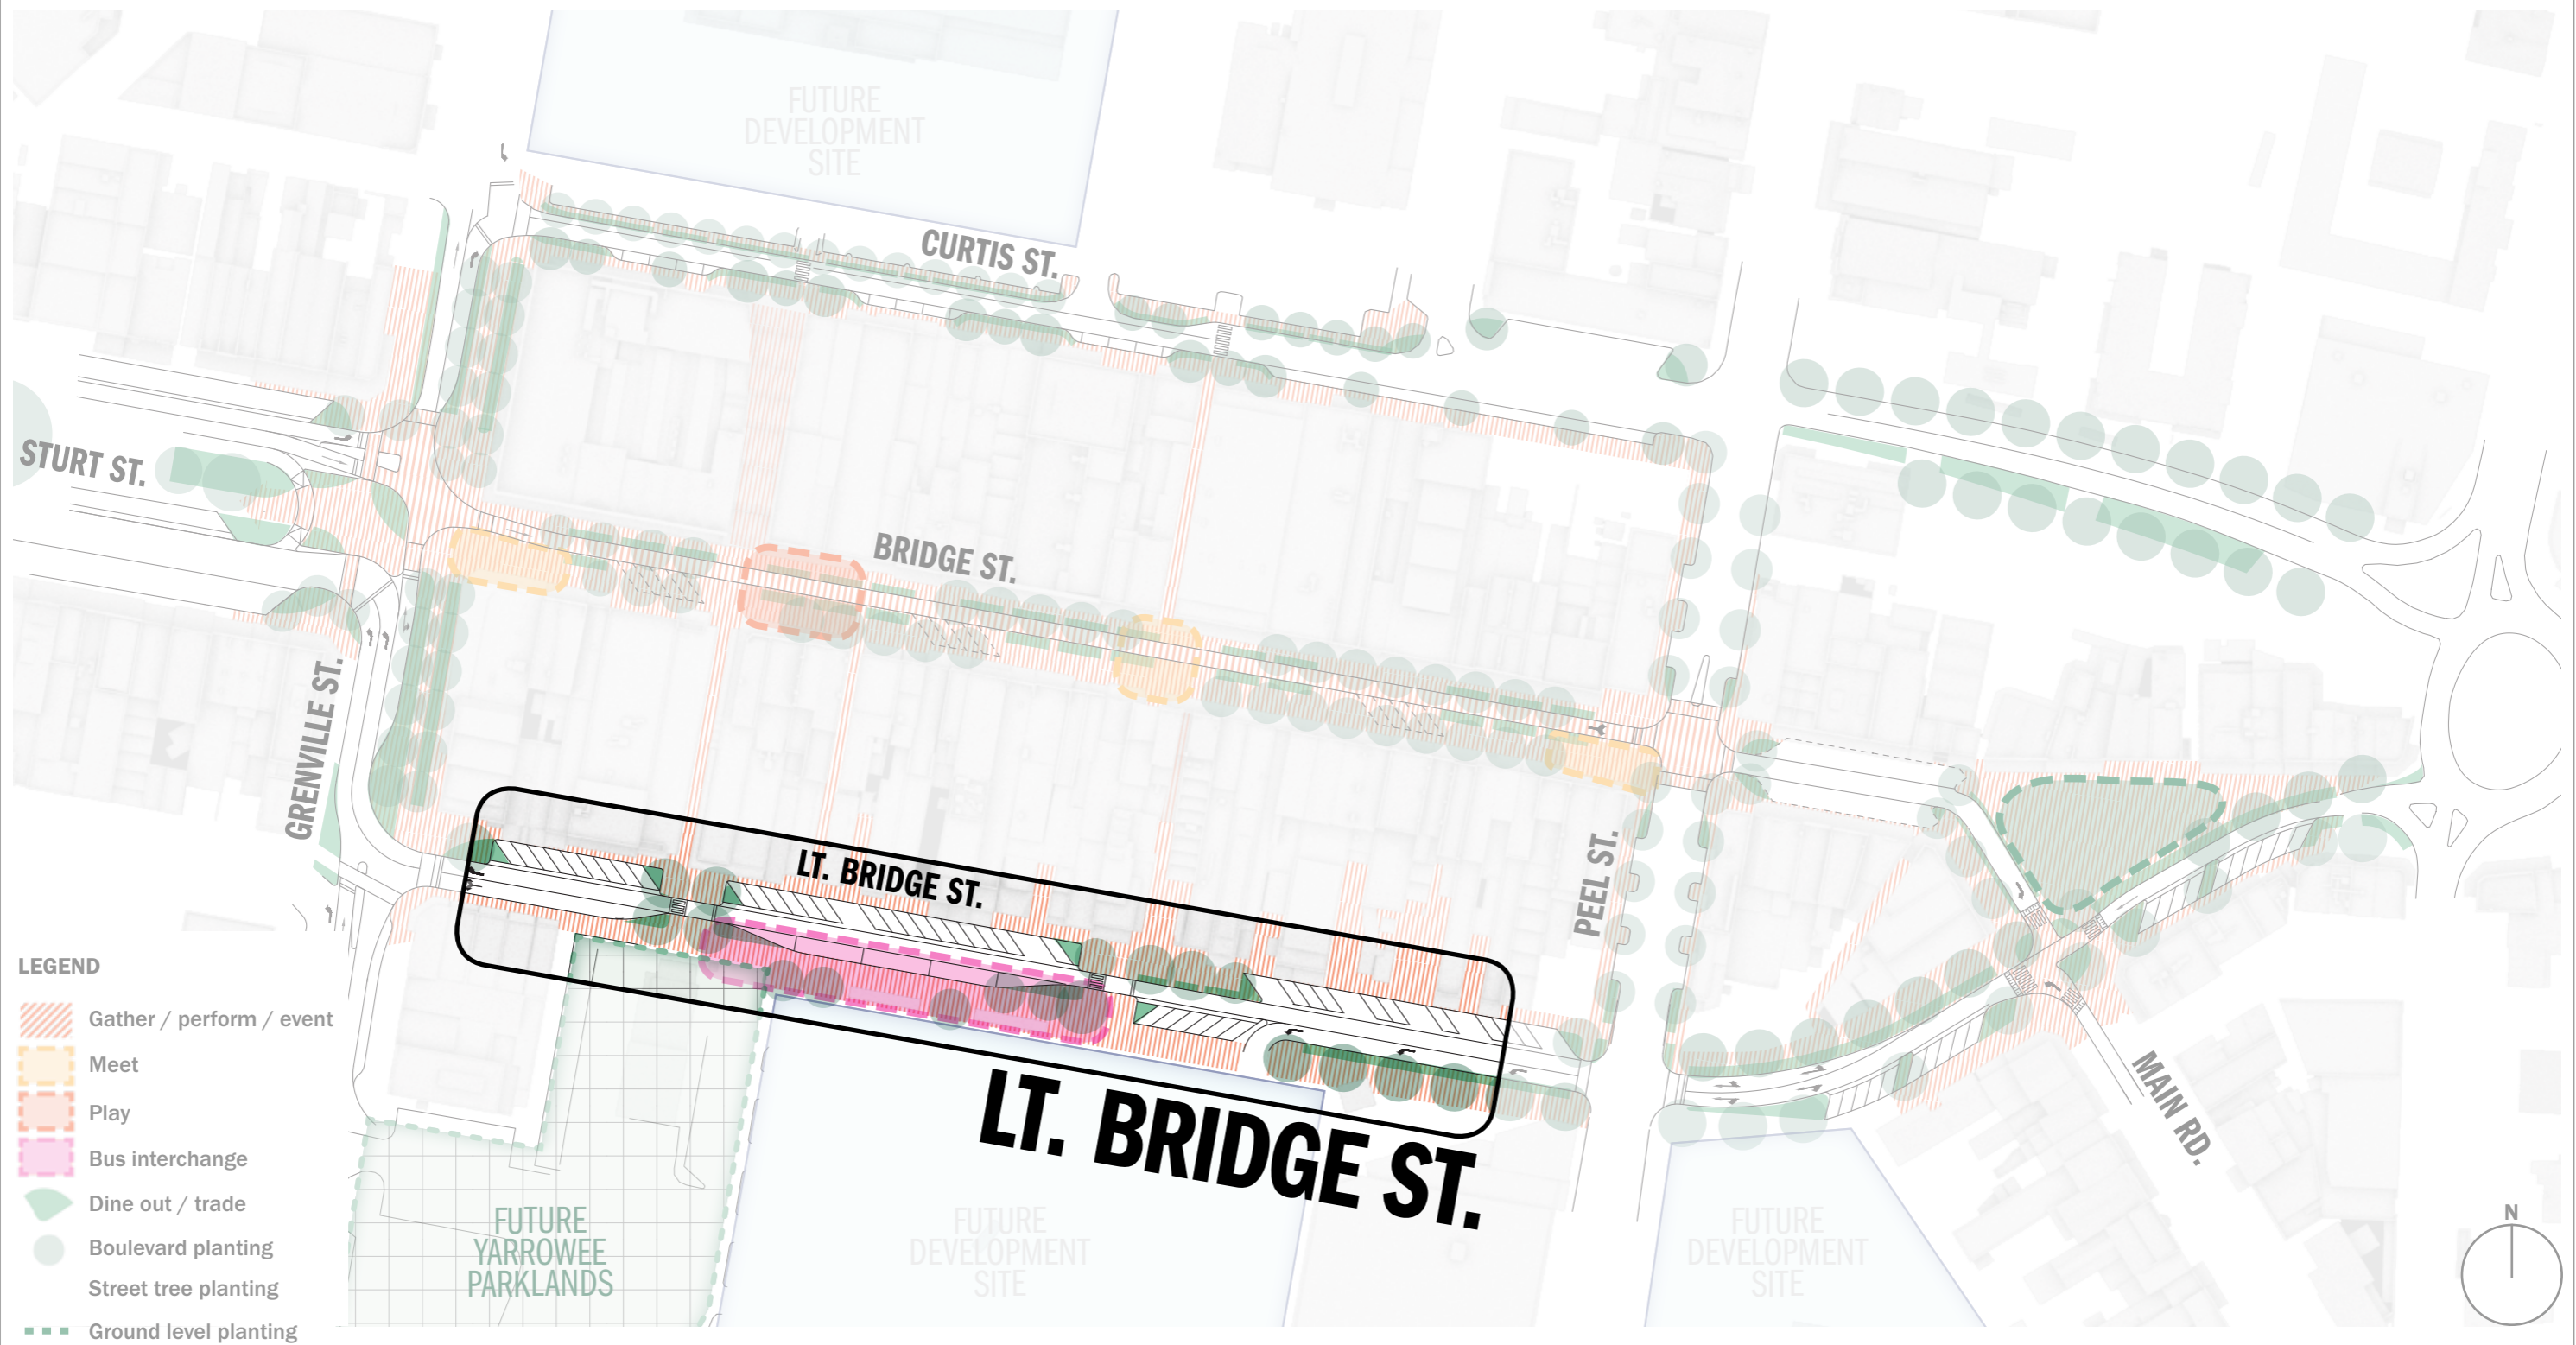 FUTURE
DEVELOPMENT
SITE
CURTIS ST.
STURT ST.
BRIDGE ST.
GRENVILLE ST.
LT. BRIDGE ST.
PEEL ST.
MAIN RD.
LT. BRIDGE ST.
LEGEND
Gather / perform / event
Meet
Play
Bus interchange
Dine out / trade
Boulevard planting
Street tree planting
Ground level planting
FUTURE
YARROWEE
PARKLANDS
FUTURE
DEVELOPMENT
SITE
FUTURE
DEVELOPMENT
SITE
N